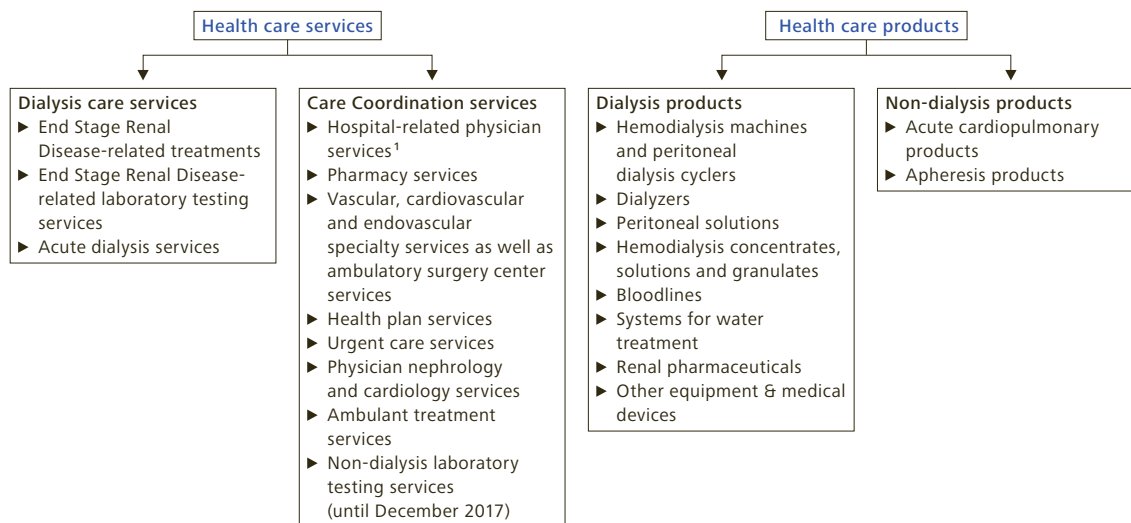 Health care services
Dialysis care services
► End Stage Renal
Disease-related treatments
► End Stage Renal Disease-
related laboratory testing
services
► Acute dialysis services
Care Coordination services
► Hospital-related physician
services¹
► Pharmacy services
► Vascular, cardiovascular
and endovascular
specialty services as well as
ambulatory surgery center
services
► Health plan services
► Urgent care services
► Physician nephrology
and cardiology services
► Ambulant treatment
services
► Non-dialysis laboratory
testing services
(until December 2017)
Health care products
Dialysis products
► Hemodialysis machines
and peritoneal
dialysis cyclers
► Dialyzers
► Peritoneal solutions
► Hemodialysis concentrates,
solutions and granulates
► Bloodlines
► Systems for water
treatment
► Renal pharmaceuticals
► Other equipment & medical
devices
Non-dialysis products
► Acute cardiopulmonary
products
► Apheresis products